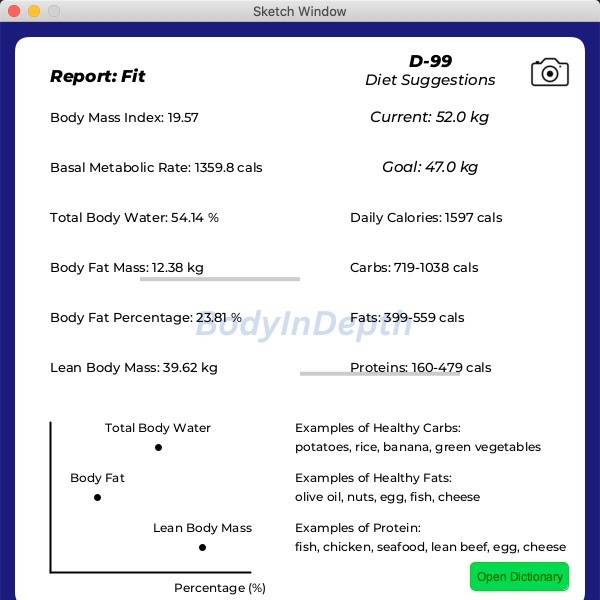 Sketch Window
Report: Fit
D-99
Diet Suggestions
Body Mass Index: 19.57
Current: 52.0 kg
Basal Metabolic Rate: 1359.8 cals
Goal: 47.0 kg
Total Body Water: 54.14 %
Daily Calories: 1597 cals
Body Fat Mass: 12.38 kg
Carbs: 719-1038 cals
Body Fat Percentage: 23.81 %
BodyInDepth
Fats: 399-559 cals
Lean Body Mass: 39.62 kg
Proteins: 160-479 cals
Total Body Water
Body Fat
Lean Body Mass
Percentage (%)
Examples of Healthy Carbs:
potatoes, rice, banana, green vegetables
Examples of Healthy Fats:
olive oil, nuts, egg, fish, cheese
Examples of Protein:
fish, chicken, seafood, lean beef, egg, cheese
Open Dictionary